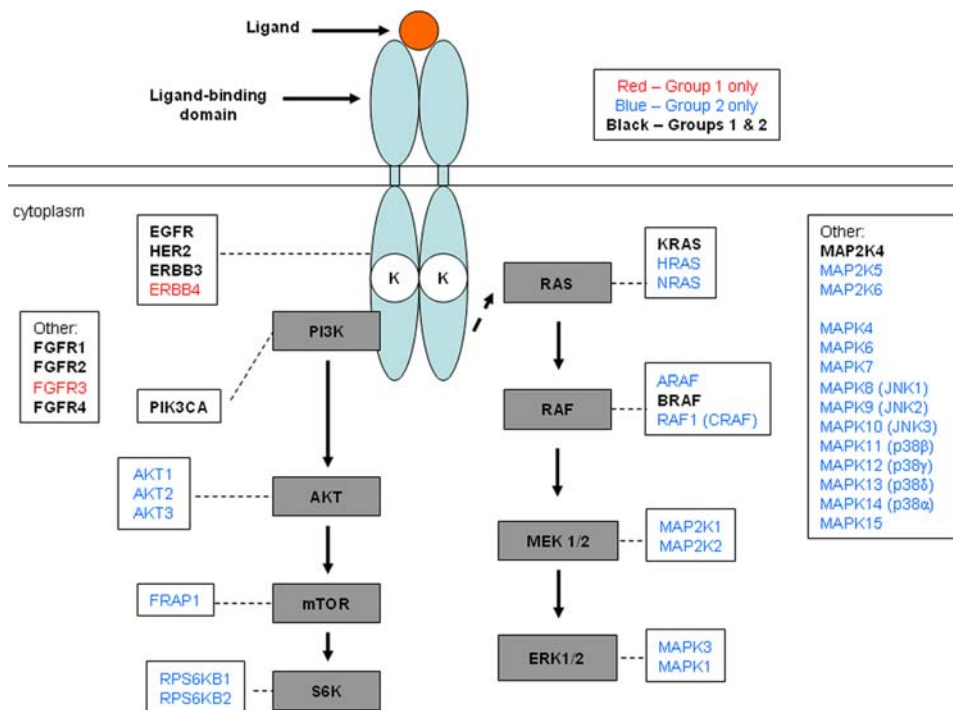 Ligand
Ligand-binding
domain
Red – Group 1 only
Blue – Group 2 only
Black – Groups 1 & 2
cytoplasm
EGFR
HER2
ERBB3
ERBB4
K
K
Other:
FGFR1
FGFR2
FGFR3
FGFR4
PI3K
PIK3CA
AKT1
AKT2
AKT3
AKT
FRAP1
mTOR
RPS6KB1
RPS6KB2
S6K
RAS
KRAS
HRAS
NRAS
RAF
ARAF
BRAF
RAF1 (CRAF)
MEK 1/2
MAP2K1
MAP2K2
ERK1/2
MAPK3
MAPK1
Other:
MAP2K4
MAP2K5
MAP2K6
MAPK4
MAPK6
MAPK7
MAPK8 (JNK1)
MAPK9 (JNK2)
MAPK10 (JNK3)
MAPK11 (p38β)
MAPK12 (p38γ)
MAPK13 (p38δ)
MAPK14 (p38α)
MAPK15